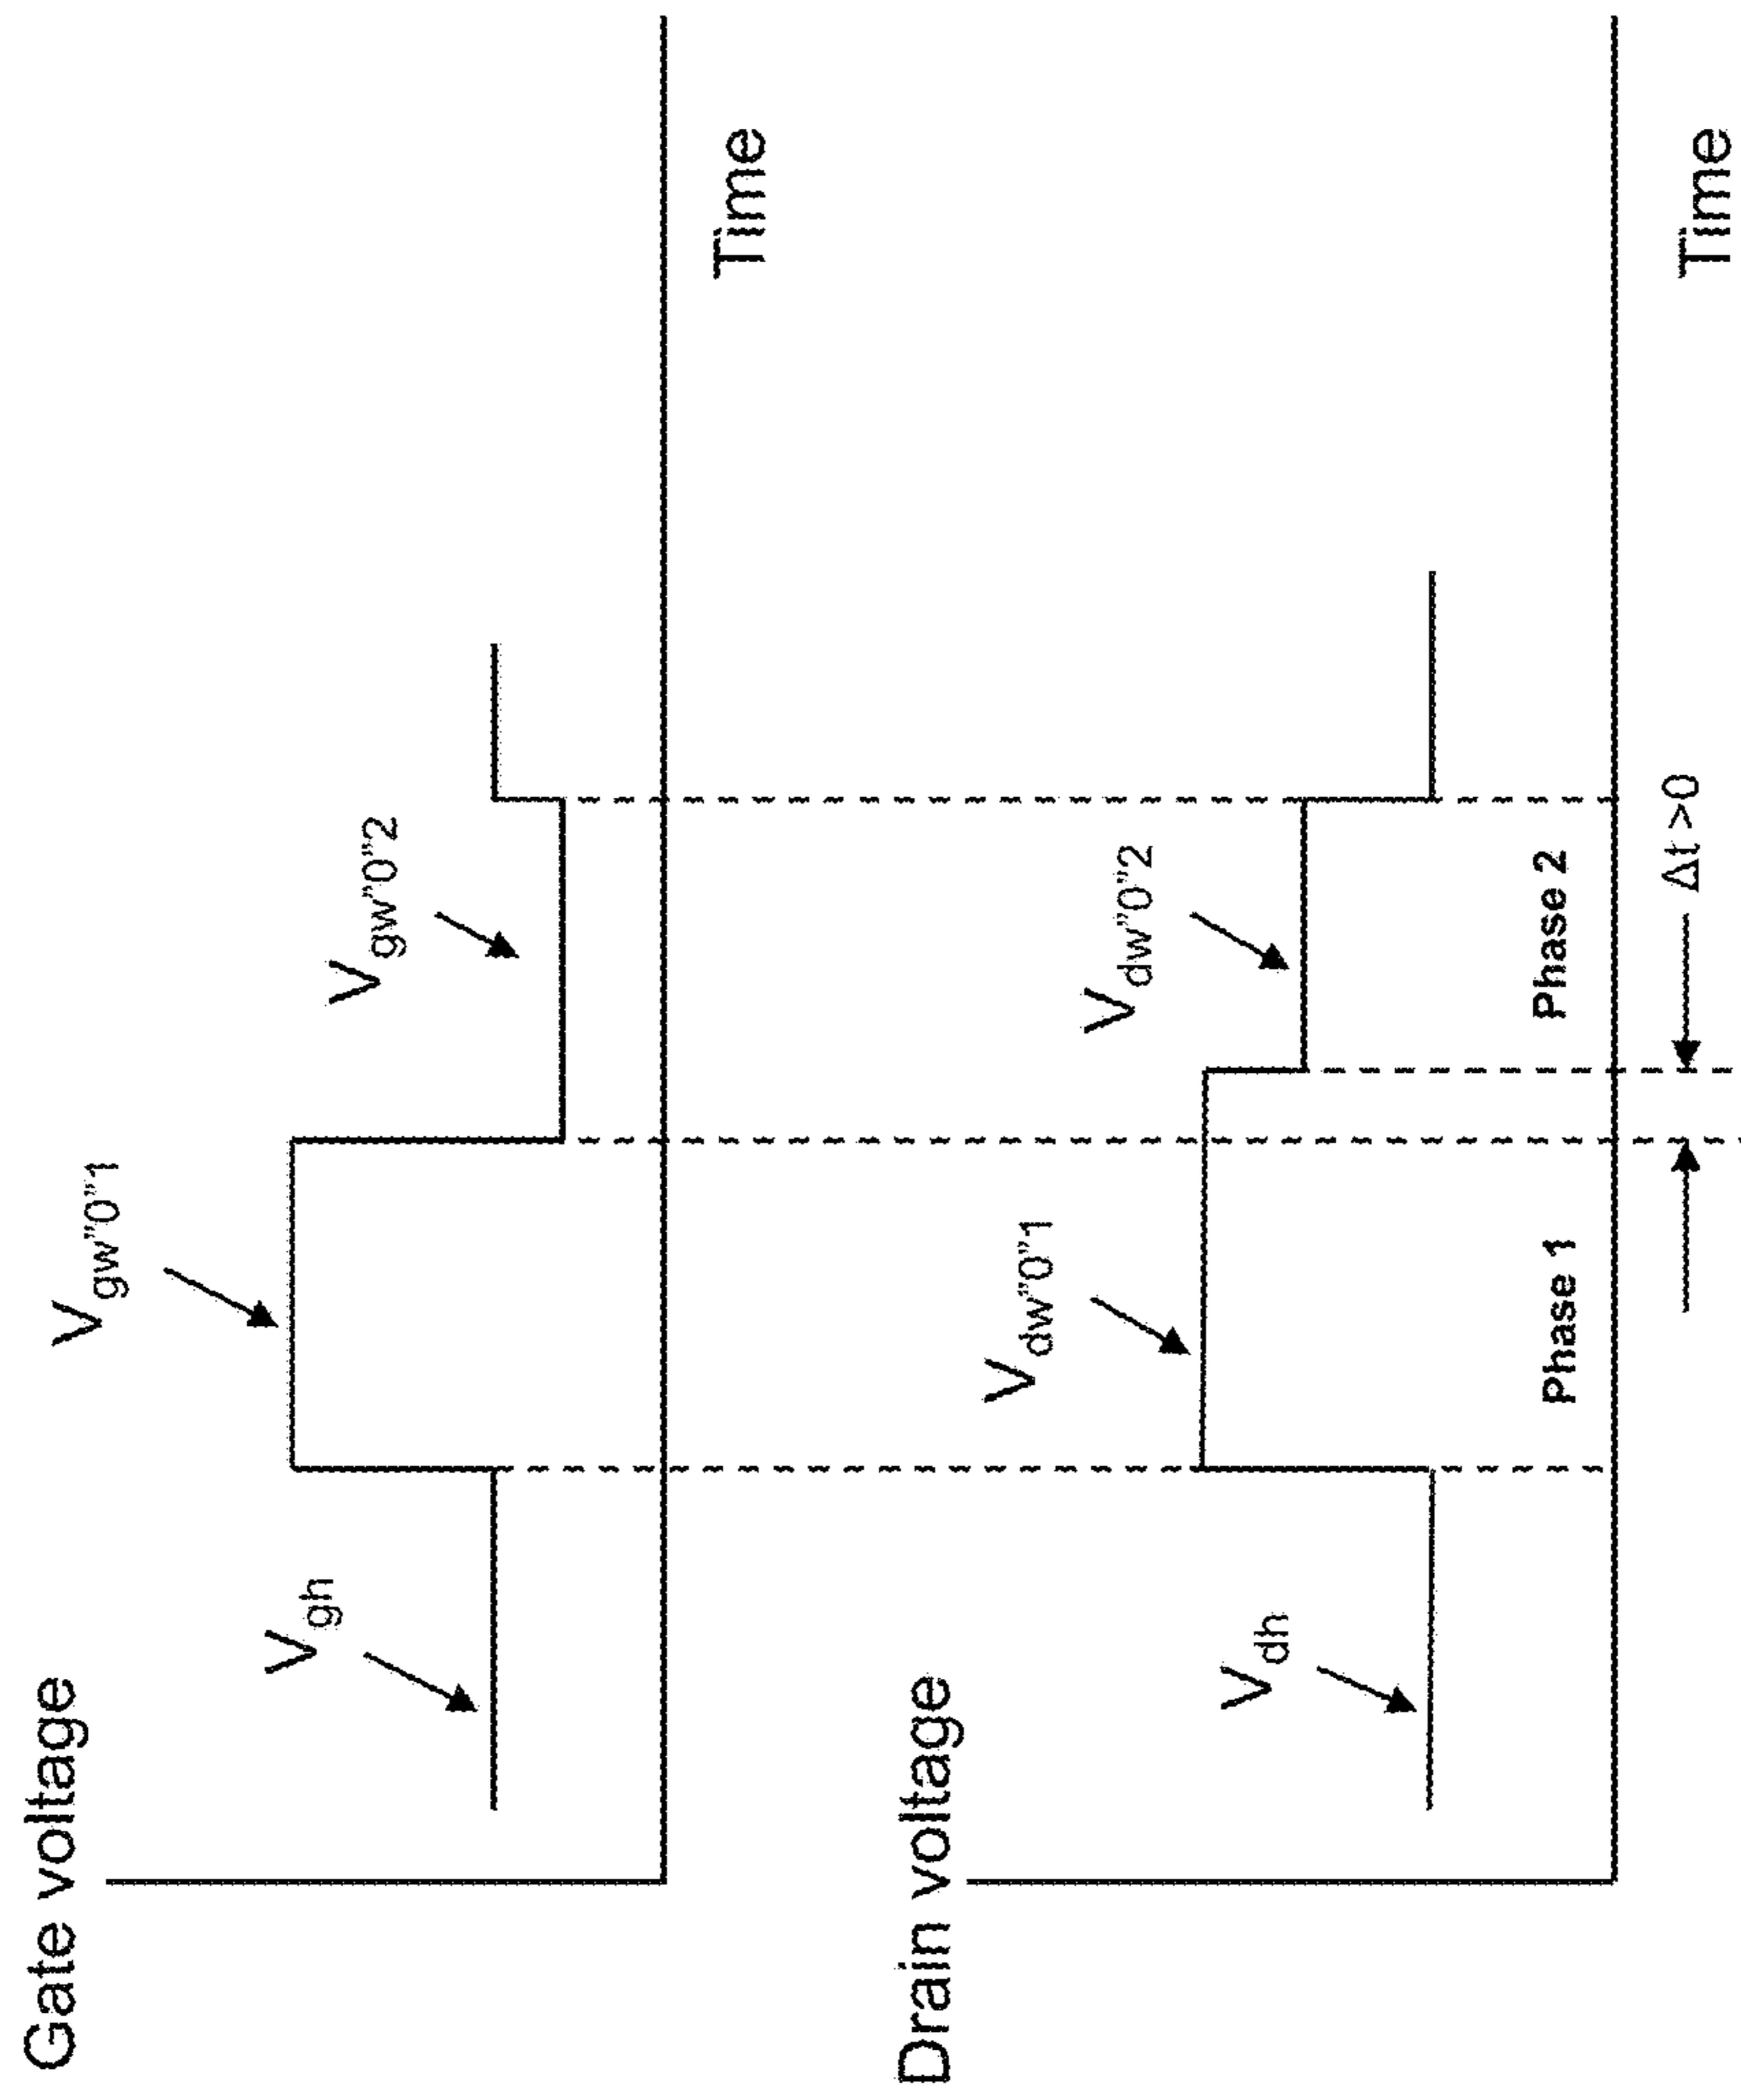 Gate voltage
V_gw"0"1
V_gh
V_gw"0"2
Time
Drain voltage
V_dw"0"1
V_dw"0"2
V_dh
Phase 1
Phase 2
Δt >0
Time